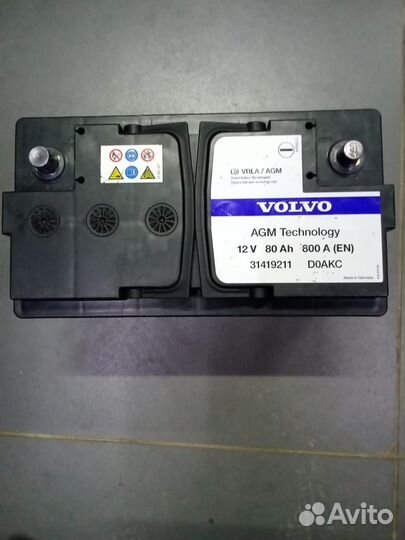 VRLA / AGM
VOLVO
AGM Technology
12 V 80 Ah 800 A (EN)
31419211 D0AKC
Made in Germany
Avito